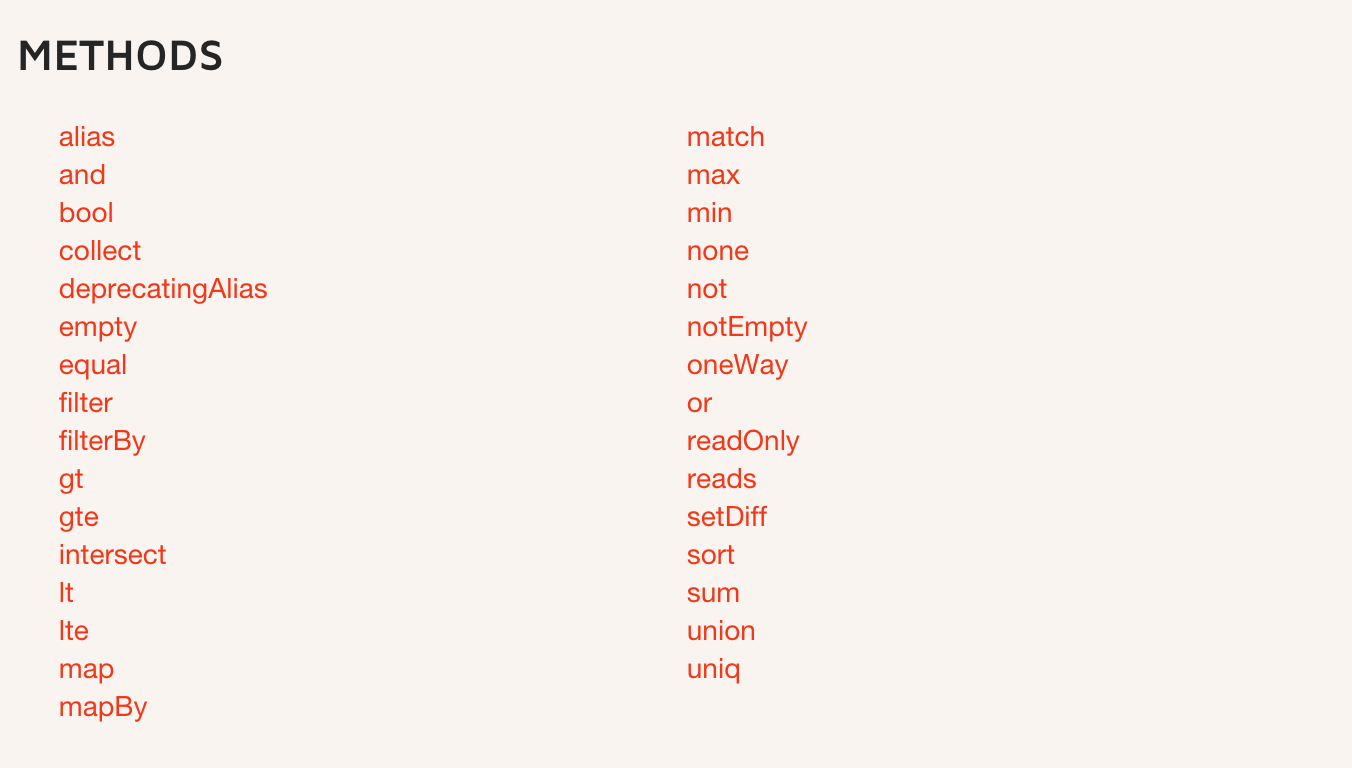 METHODS
alias
and
bool
collect
deprecatingAlias
empty
equal
filter
filterBy
gt
gte
intersect
lt
lte
map
mapBy
match
max
min
none
not
notEmpty
oneWay
or
readOnly
reads
setDiff
sort
sum
union
uniq